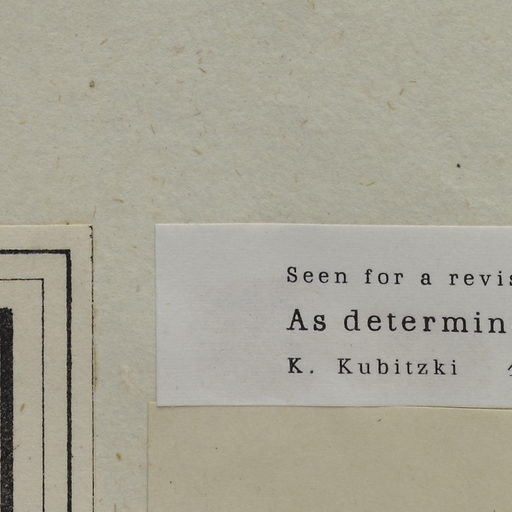 Seen for a revis
As determin
K. Kubitzki